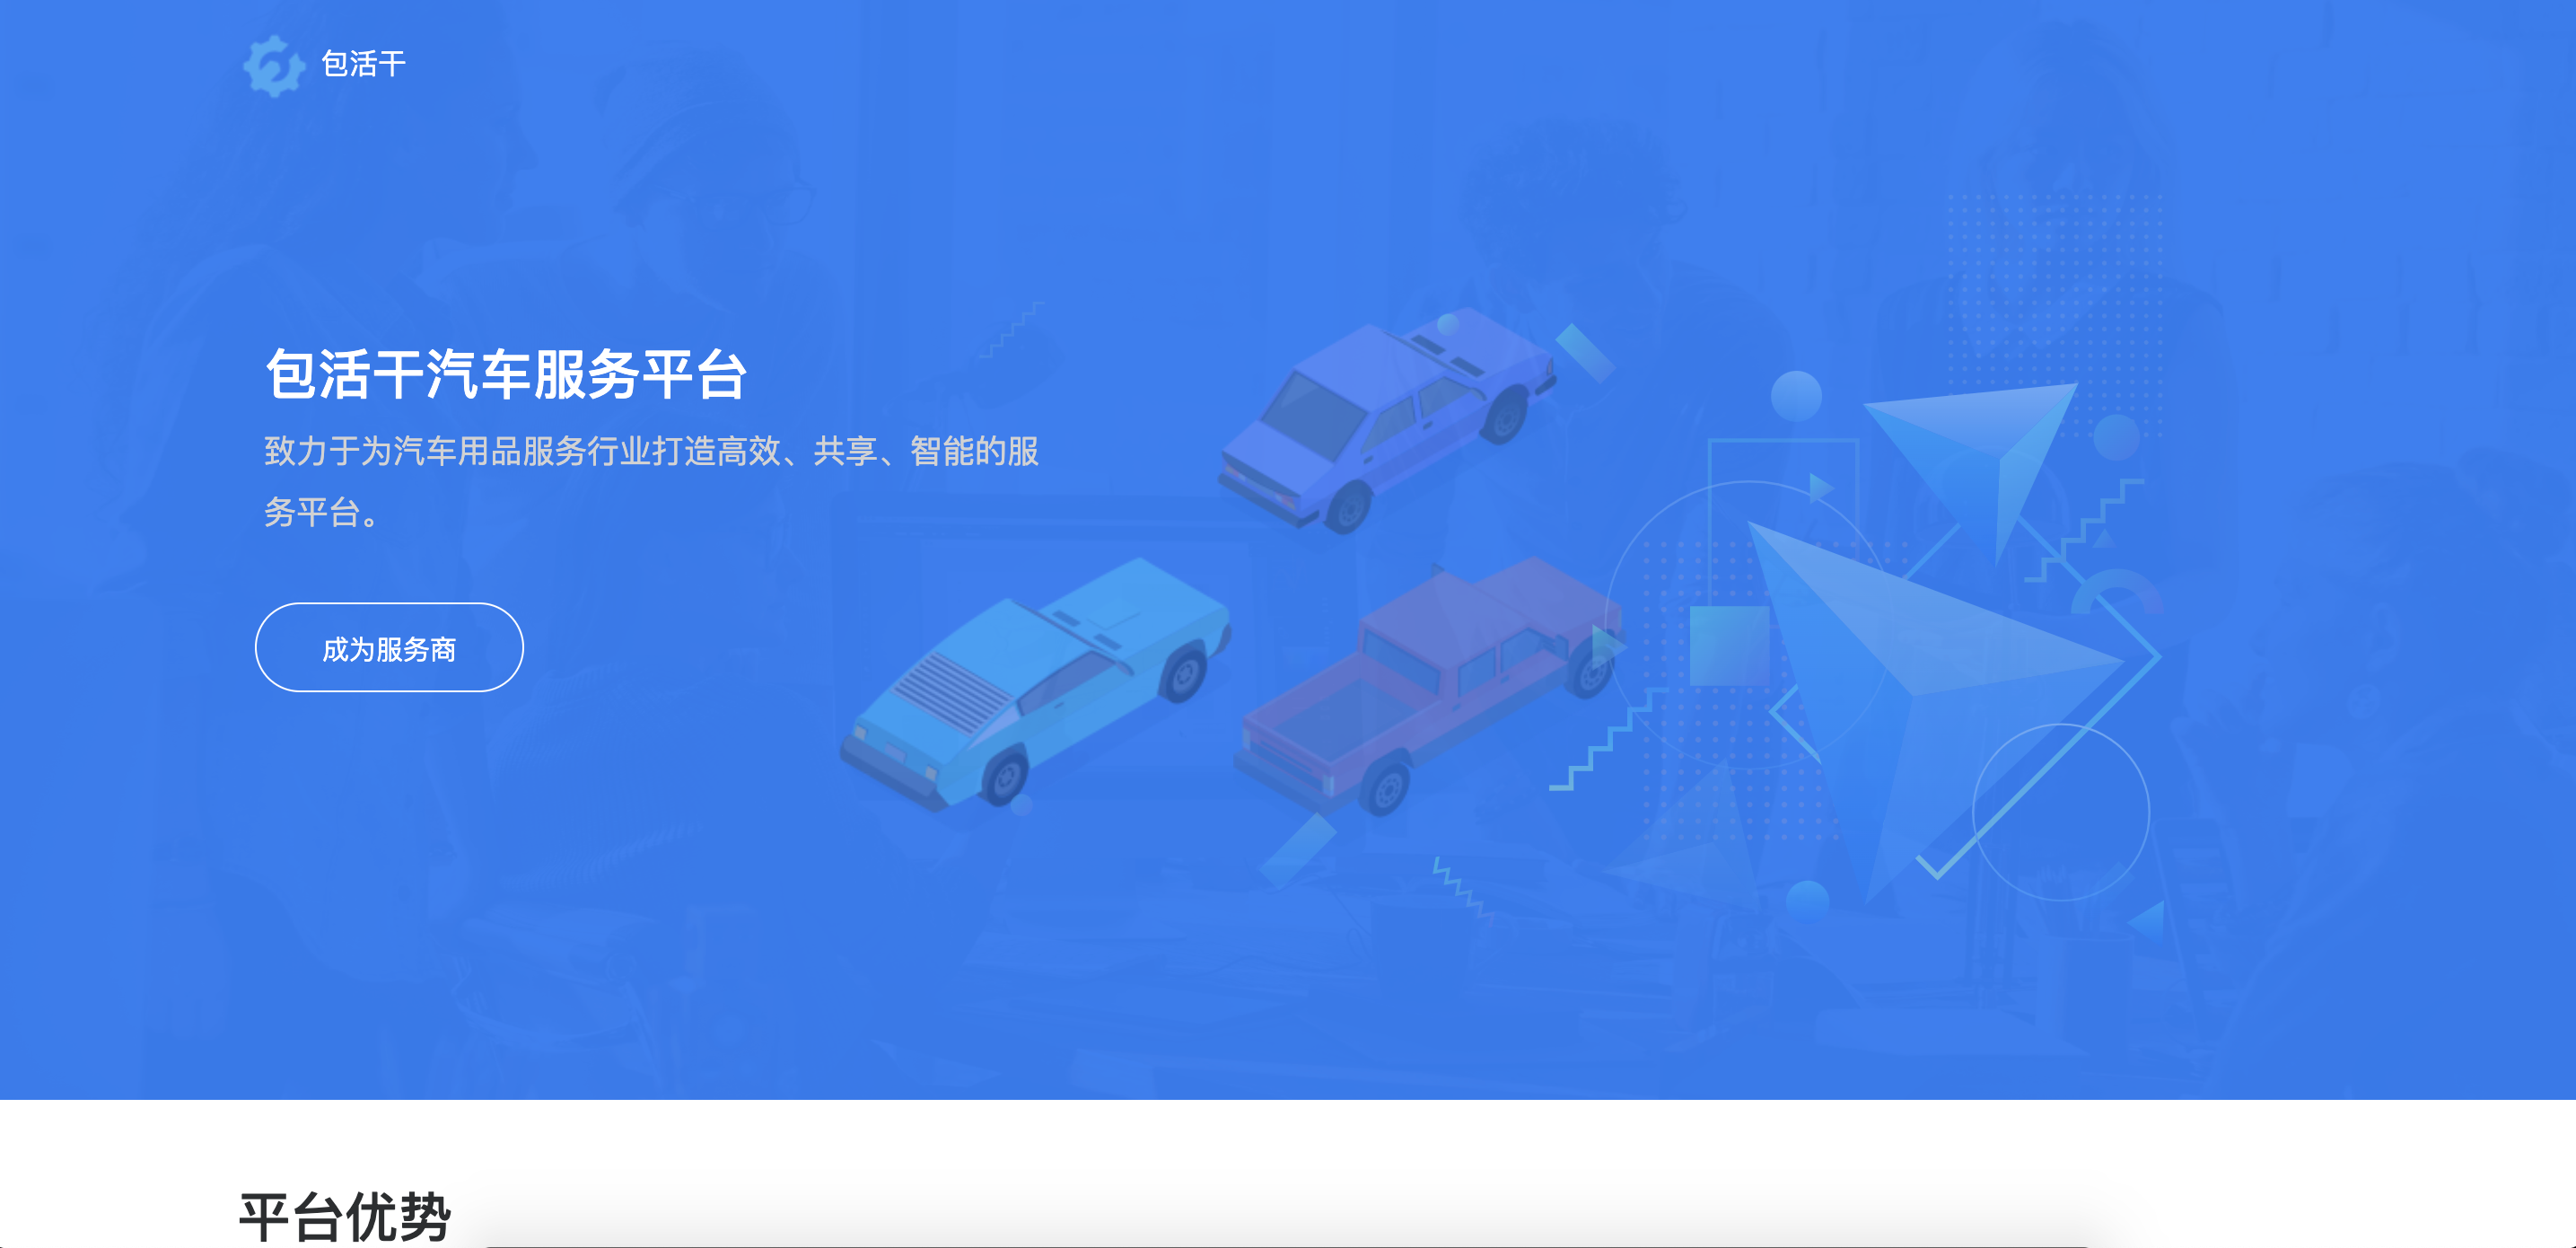 包活干
包活干汽车服务平台
致力于为汽车用品服务行业打造高效、共享、智能的服
务平台。
成为服务商
平台优势